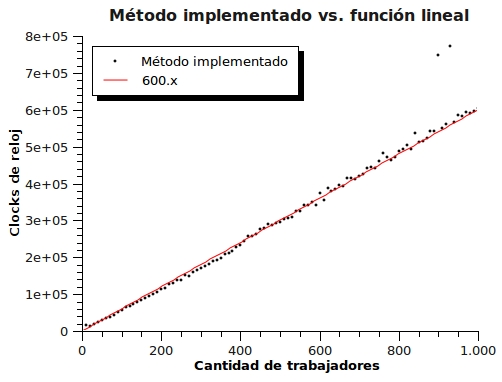 Método implementado vs. función lineal
8e+05
7e+05
6e+05
5e+05
4e+05
3e+05
2e+05
1e+05
0
Clocks de reloj
Método implementado
600.x
0 200 400 600 800 1.000
Cantidad de trabajadores